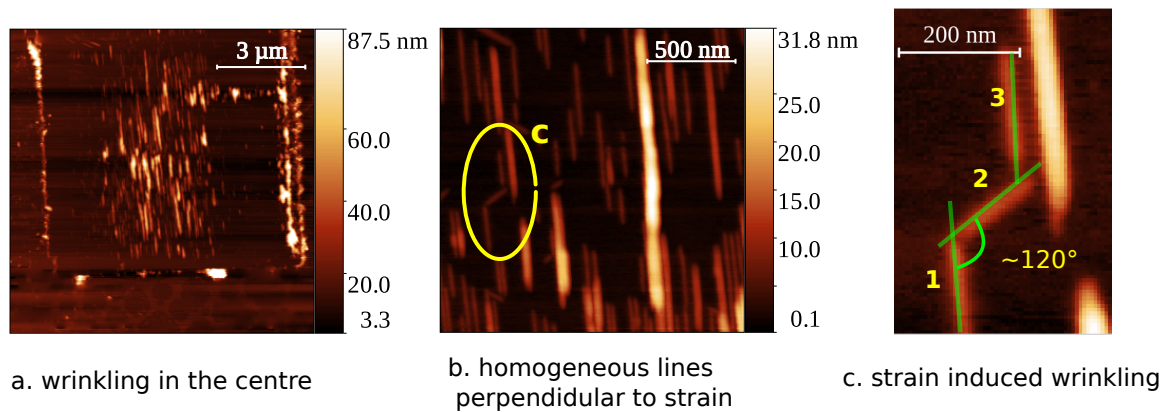 3 µm
87.5 nm
60.0
40.0
20.0
3.3
a. wrinkling in the centre
500 nm
c
31.8 nm
25.0
20.0
15.0
10.0
0.1
b. homogeneous lines
perpendidular to strain
200 nm
3
2
1
~120°
c. strain induced wrinkling